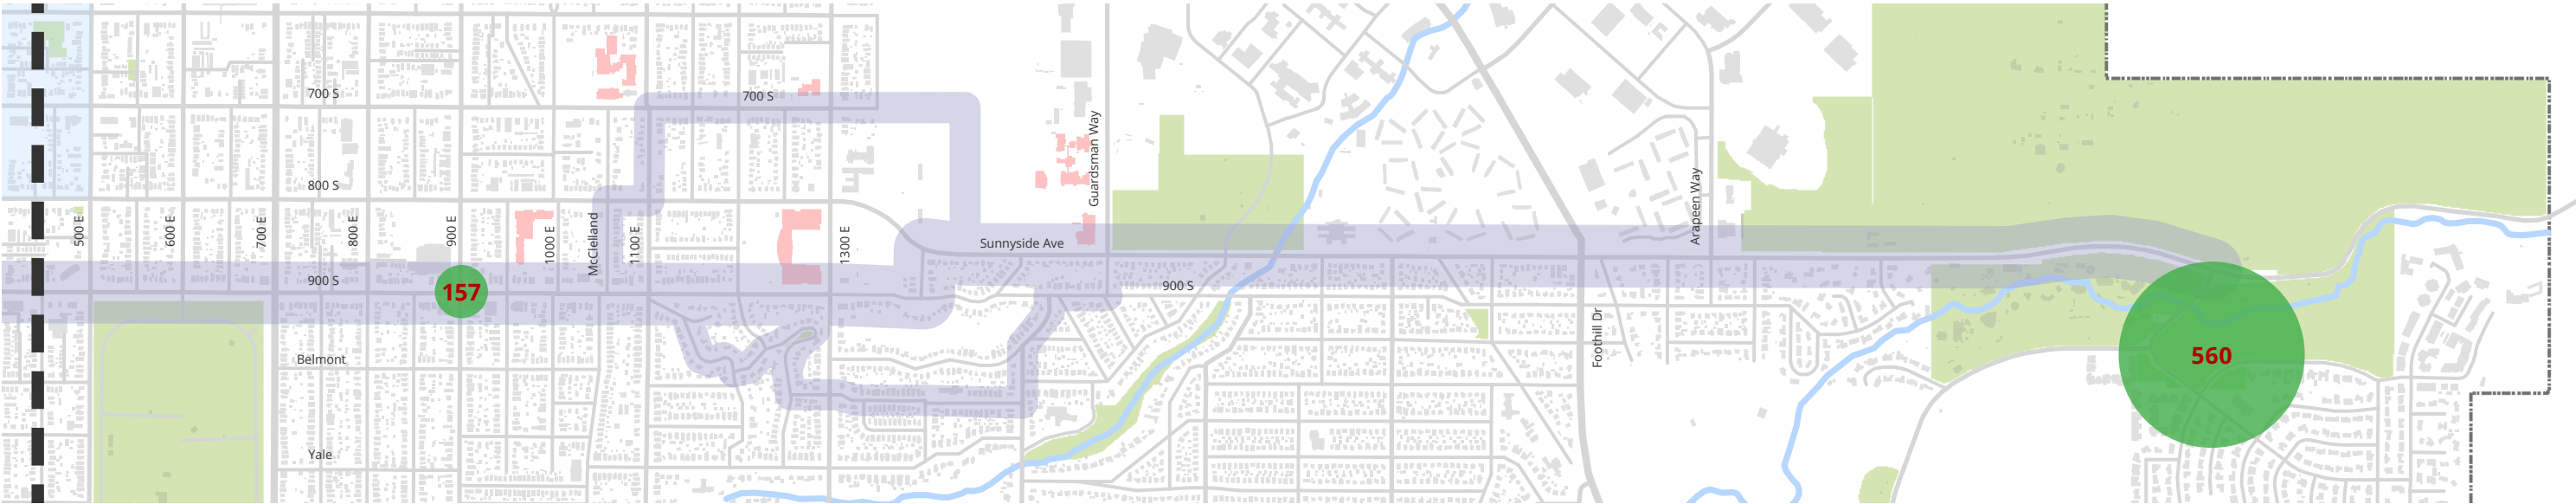 700 S
700 S
800 S
500 E
600 E
700 E
800 E
900 E
1000 E
McClelland
1100 E
1300 E
Guardsman Way
Arapeen Way
Sunnyside Ave
900 S
900 S
157
Foothill Dr
Belmont
560
Yale